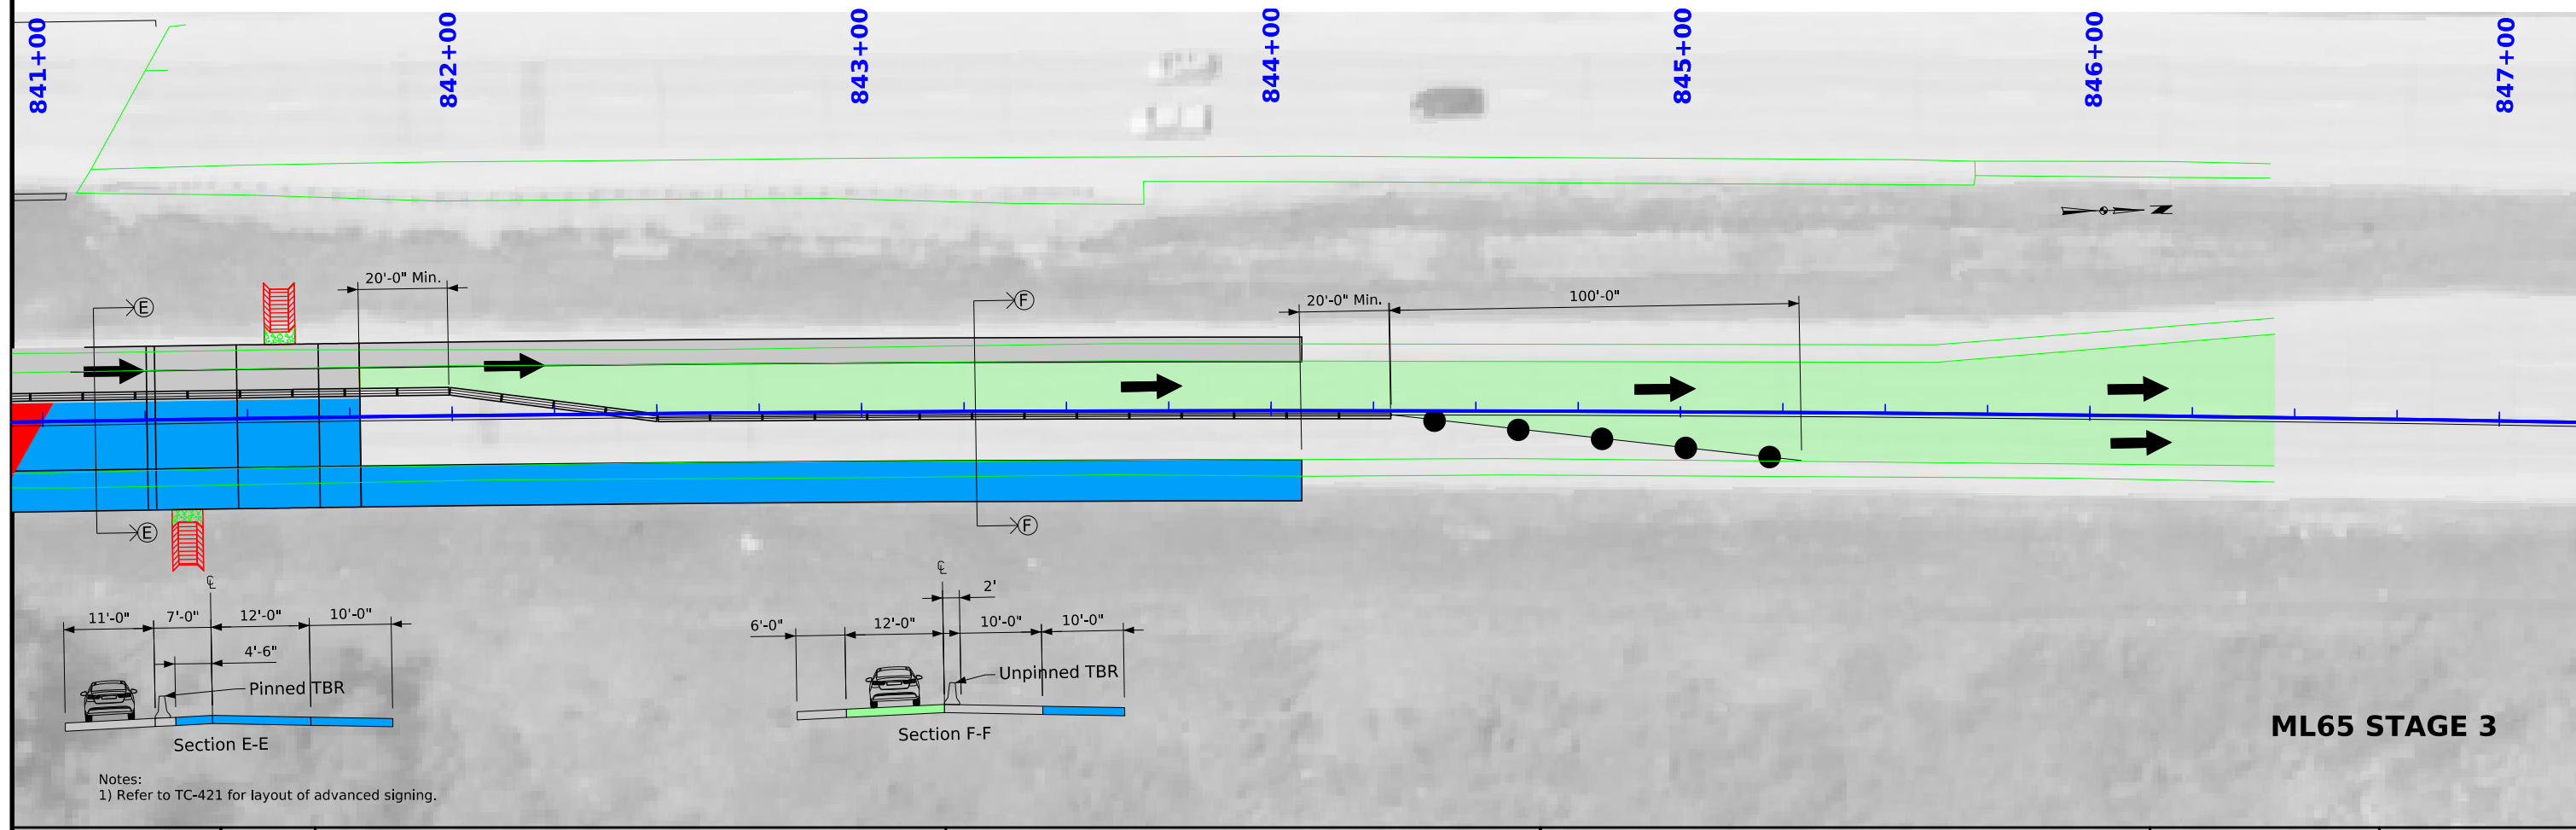 841+00
842+00
843+00
844+00
845+00
846+00
847+00
N
20'-0" Min.
20'-0" Min.
100'-0"
E
F
E
F
℄
℄
2'
11'-0"
7'-0"
12'-0"
10'-0"
6'-0"
12'-0"
10'-0"
10'-0"
4'-6"
Pinned TBR
Unpinned TBR
Section E-E
Section F-F
ML65 STAGE 3
Notes:
1) Refer to TC-421 for layout of advanced signing.